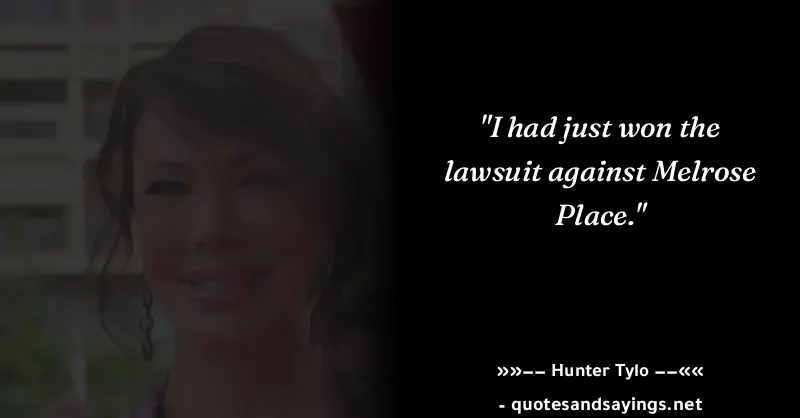 "I had just won the
lawsuit against Melrose
Place."
»»–– Hunter Tylo ––««
- quotesandsayings.net